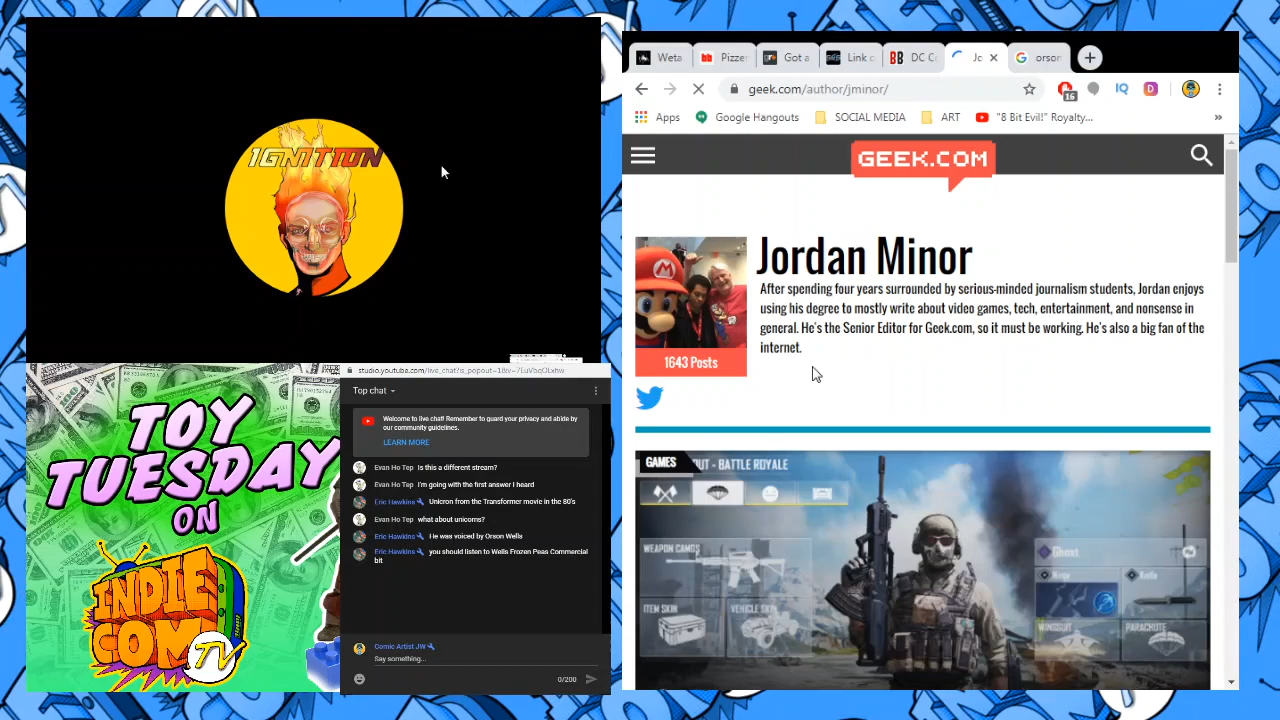 IGNITION
TOY
TUESDAY
ON
INDIE
COM
TV
studio.youtube.com/live_chat?is_popout=1&v=7EuVbqOLxhw
Top chat
Welcome to live chat! Remember to guard your privacy and abide by
our community guidelines.
LEARN MORE
Evan Ho Tep Is this a different stream?
Evan Ho Tep I'm going with the first answer I heard
Eric Hawkins Unicron from the Transformer movie in the 80's
Evan Ho Tep what about unicorns?
Eric Hawkins He was voiced by Orson Wells
Eric Hawkins you should listen to Wells Frozen Peas Commercial
bit
Comic Artist JW
Say something...
0/200
Weta
Pizzer
Got a
Link c
DC Co
Jo
orson
geek.com/author/jminor/
16
Apps
Google Hangouts
SOCIAL MEDIA
ART
"8 Bit Evil!" Royalty...
GEEK.COM
Jordan Minor
After spending four years surrounded by serious-minded journalism students, Jordan enjoys
using his degree to mostly write about video games, tech, entertainment, and nonsense in
general. He's the Senior Editor for Geek.com, so it must be working. He's also a big fan of the
internet.
1643 Posts
GAMES
OUT - BATTLE ROYALE
WEAPON CAMOS
ITEM SKIN
VEHICLE SKIN
Ghost
Ninja
Knife
WINGSUIT
PARACHUTE